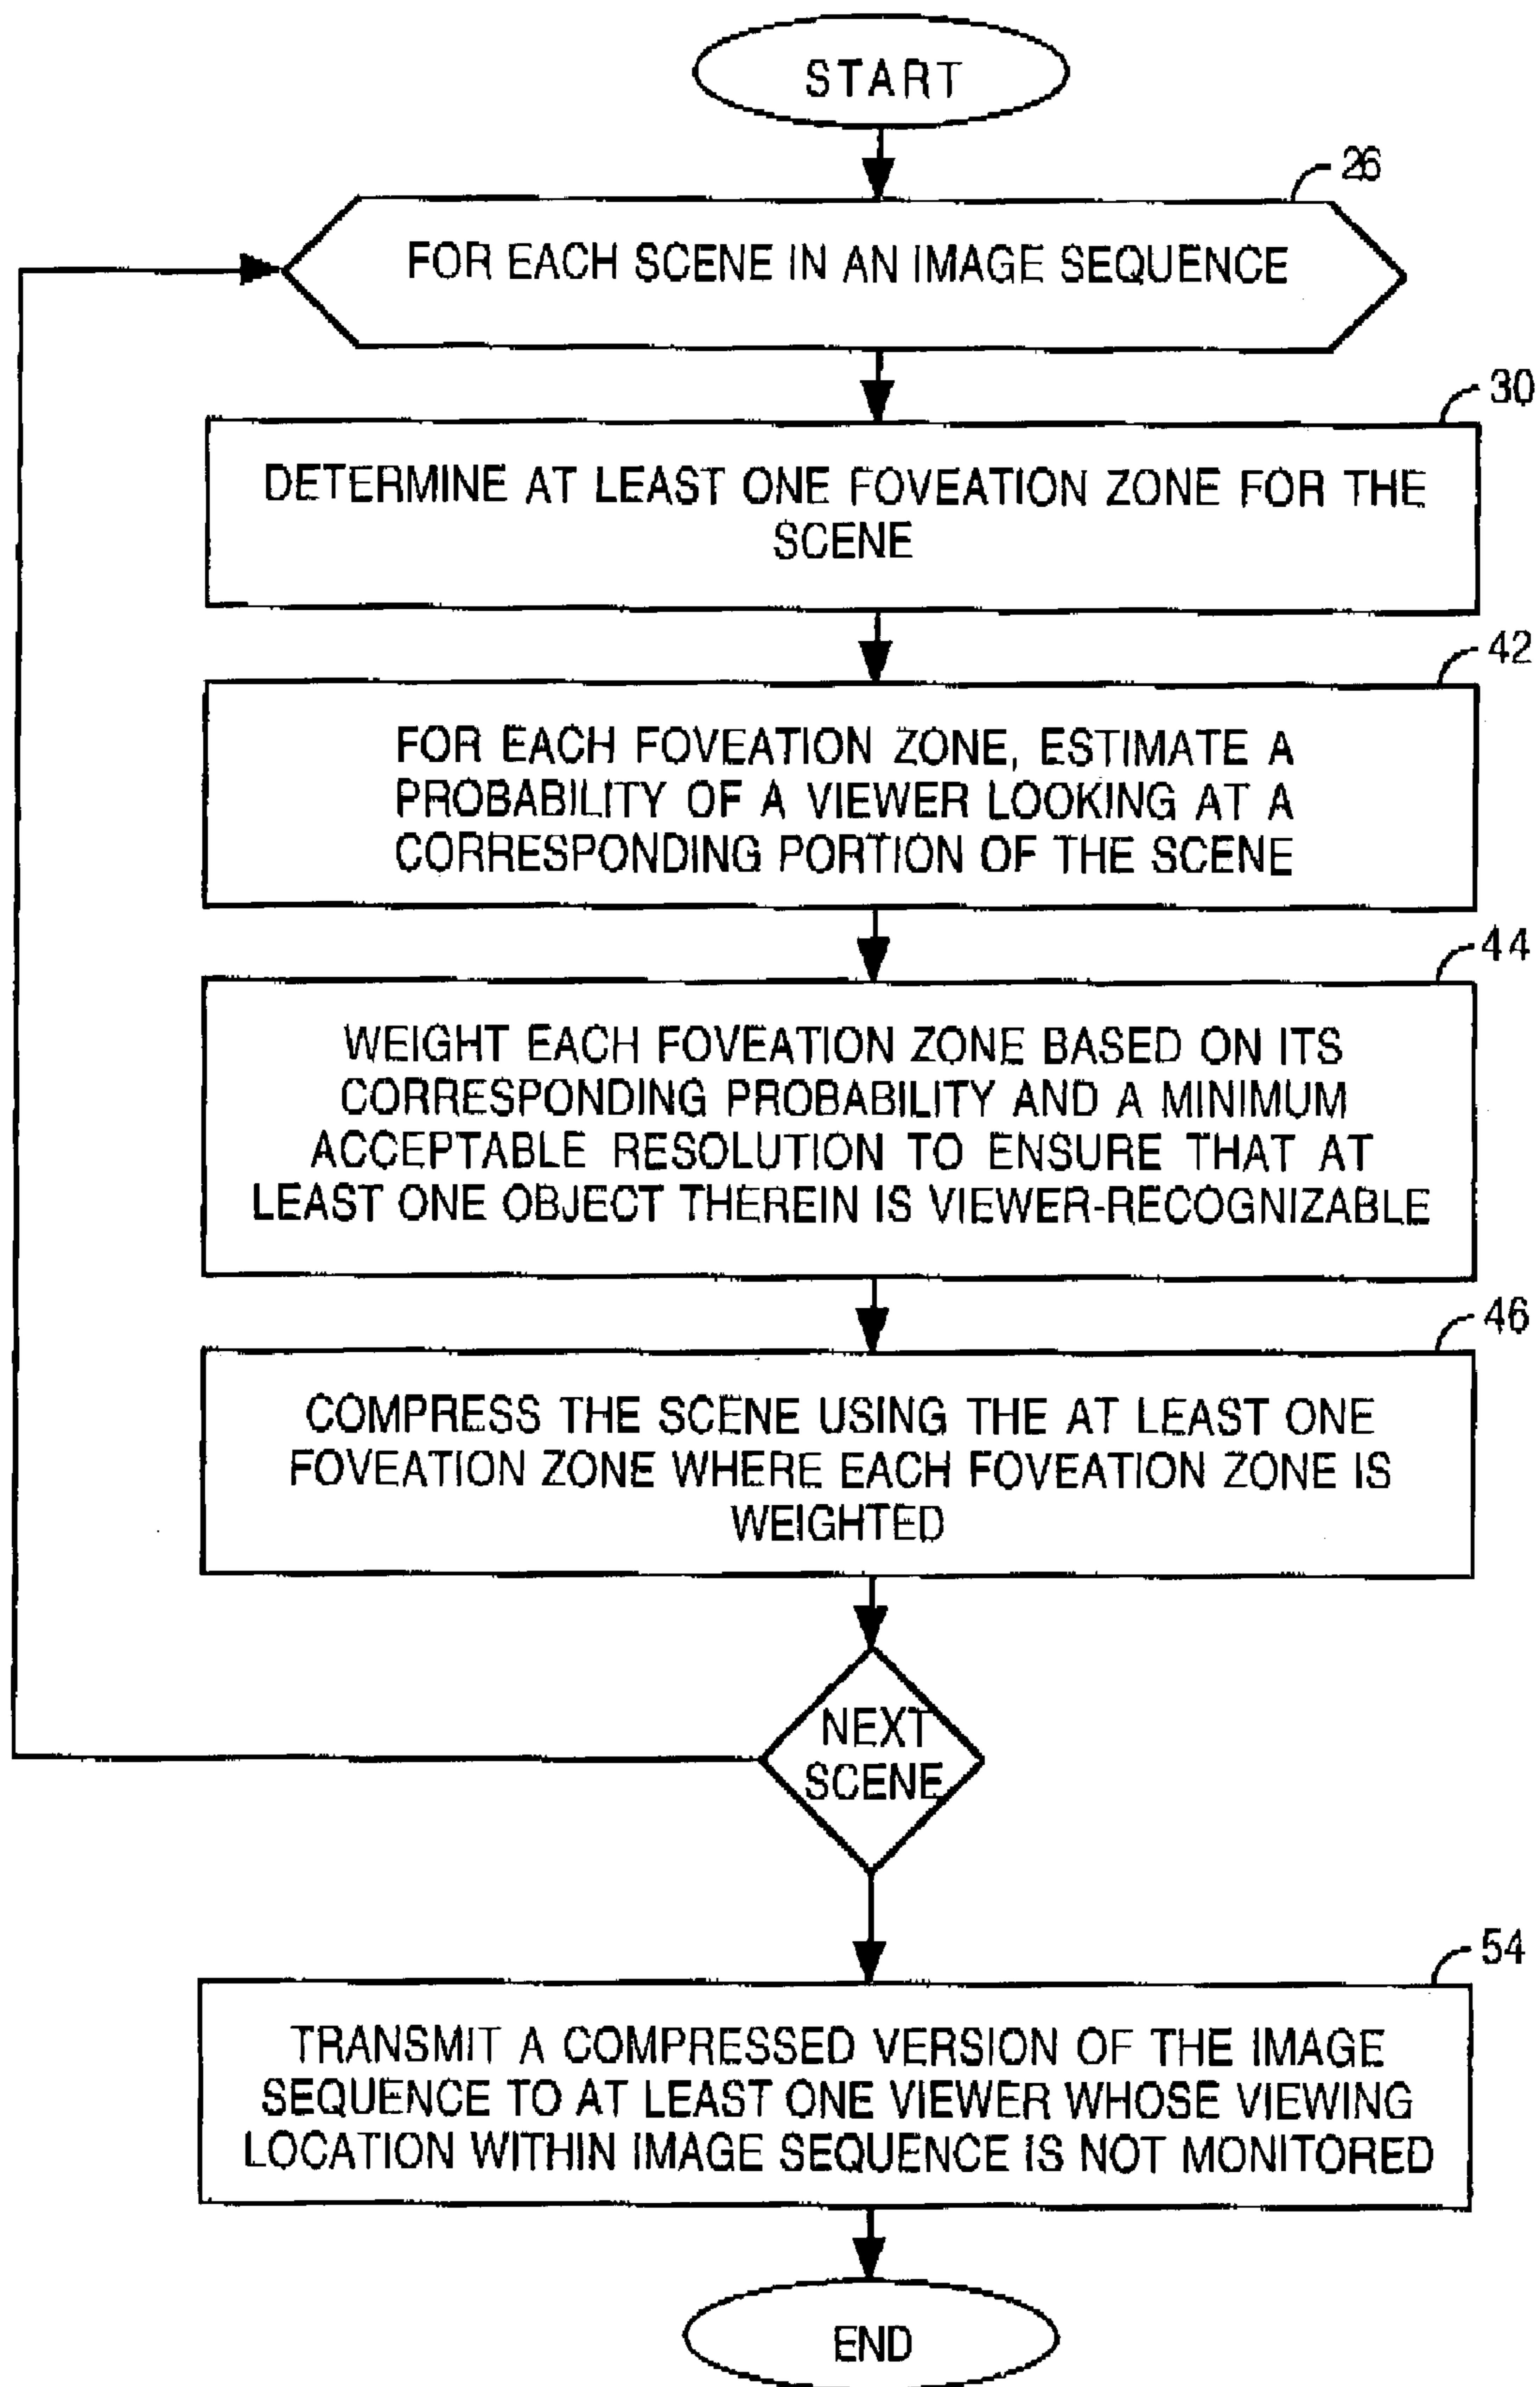 START
26
FOR EACH SCENE IN AN IMAGE SEQUENCE
30
DETERMINE AT LEAST ONE FOVEATION ZONE FOR THE
SCENE
42
FOR EACH FOVEATION ZONE, ESTIMATE A
PROBABILITY OF A VIEWER LOOKING AT A
CORRESPONDING PORTION OF THE SCENE
44
WEIGHT EACH FOVEATION ZONE BASED ON ITS
CORRESPONDING PROBABILITY AND A MINIMUM
ACCEPTABLE RESOLUTION TO ENSURE THAT AT
LEAST ONE OBJECT THEREIN IS VIEWER-RECOGNIZABLE
46
COMPRESS THE SCENE USING THE AT LEAST ONE
FOVEATION ZONE WHERE EACH FOVEATION ZONE IS
WEIGHTED
NEXT
SCENE
54
TRANSMIT A COMPRESSED VERSION OF THE IMAGE
SEQUENCE TO AT LEAST ONE VIEWER WHOSE VIEWING
LOCATION WITHIN IMAGE SEQUENCE IS NOT MONITORED
END